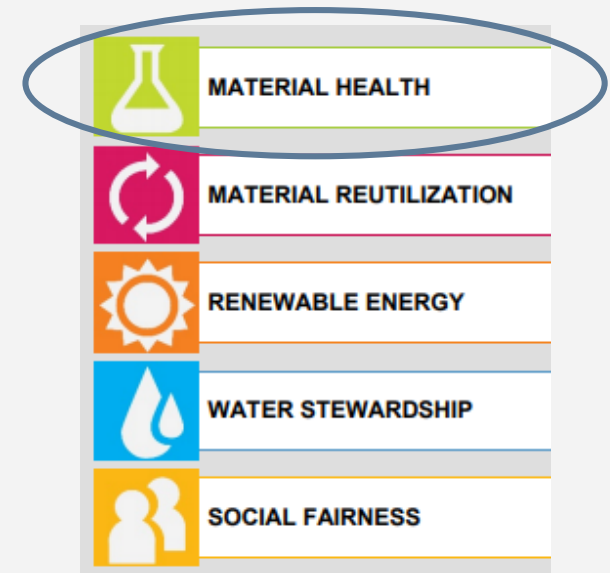 MATERIAL HEALTH
MATERIAL REUTILIZATION
RENEWABLE ENERGY
WATER STEWARDSHIP
SOCIAL FAIRNESS